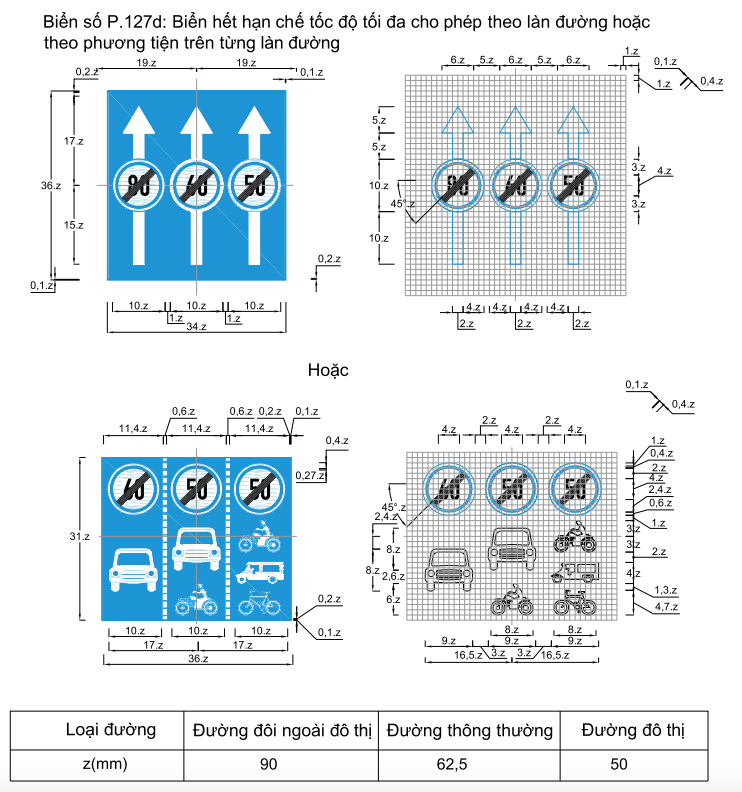 Biển số P.127d: Biển hết hạn chế tốc độ tối đa cho phép theo làn đường hoặc
theo phương tiện trên từng làn đường
19.z 19.z
0,2.z 0,1.z
17.z
36.z
15.z
0,2.z
0,1.z
80 60 50
10.z 10.z 10.z
1.z 1.z
34.z
6.z 5.z 6.z 5.z 6.z
1.z
0,1.z
1.z 0,4.z
5.z
5.z
10.z
45°.z
10.z
3.z
4.z
3.z
80 60 50
4.z 4.z 4.z 4.z
2.z 2.z 2.z
Hoặc
0,6.z 0,6.z 0,2.z 0,1.z
11,4.z 11,4.z 11,4.z
0,4.z
0,27.z
60 50 50
31.z
0,2.z
0,1.z
10.z 10.z 10.z
17.z 17.z
36.z
0,1.z
0,4.z
2.z 2.z
4.z 4.z 4.z
1.z
0,4.z
2.z
4.z
2,4.z
0,6.z
1.z
3.z
3.z
2.z
4.z
1,3.z
4,7.z
60 50 50
45°.z
2,4.z
8.z
8.z
2,6.z
6.z
8.z 8.z
9.z 9.z 9.z
16,5.z 3.z 3.z 16,5.z
Loại đường Đường đôi ngoài đô thị Đường thông thường Đường đô thị
z(mm) 90 62,5 50